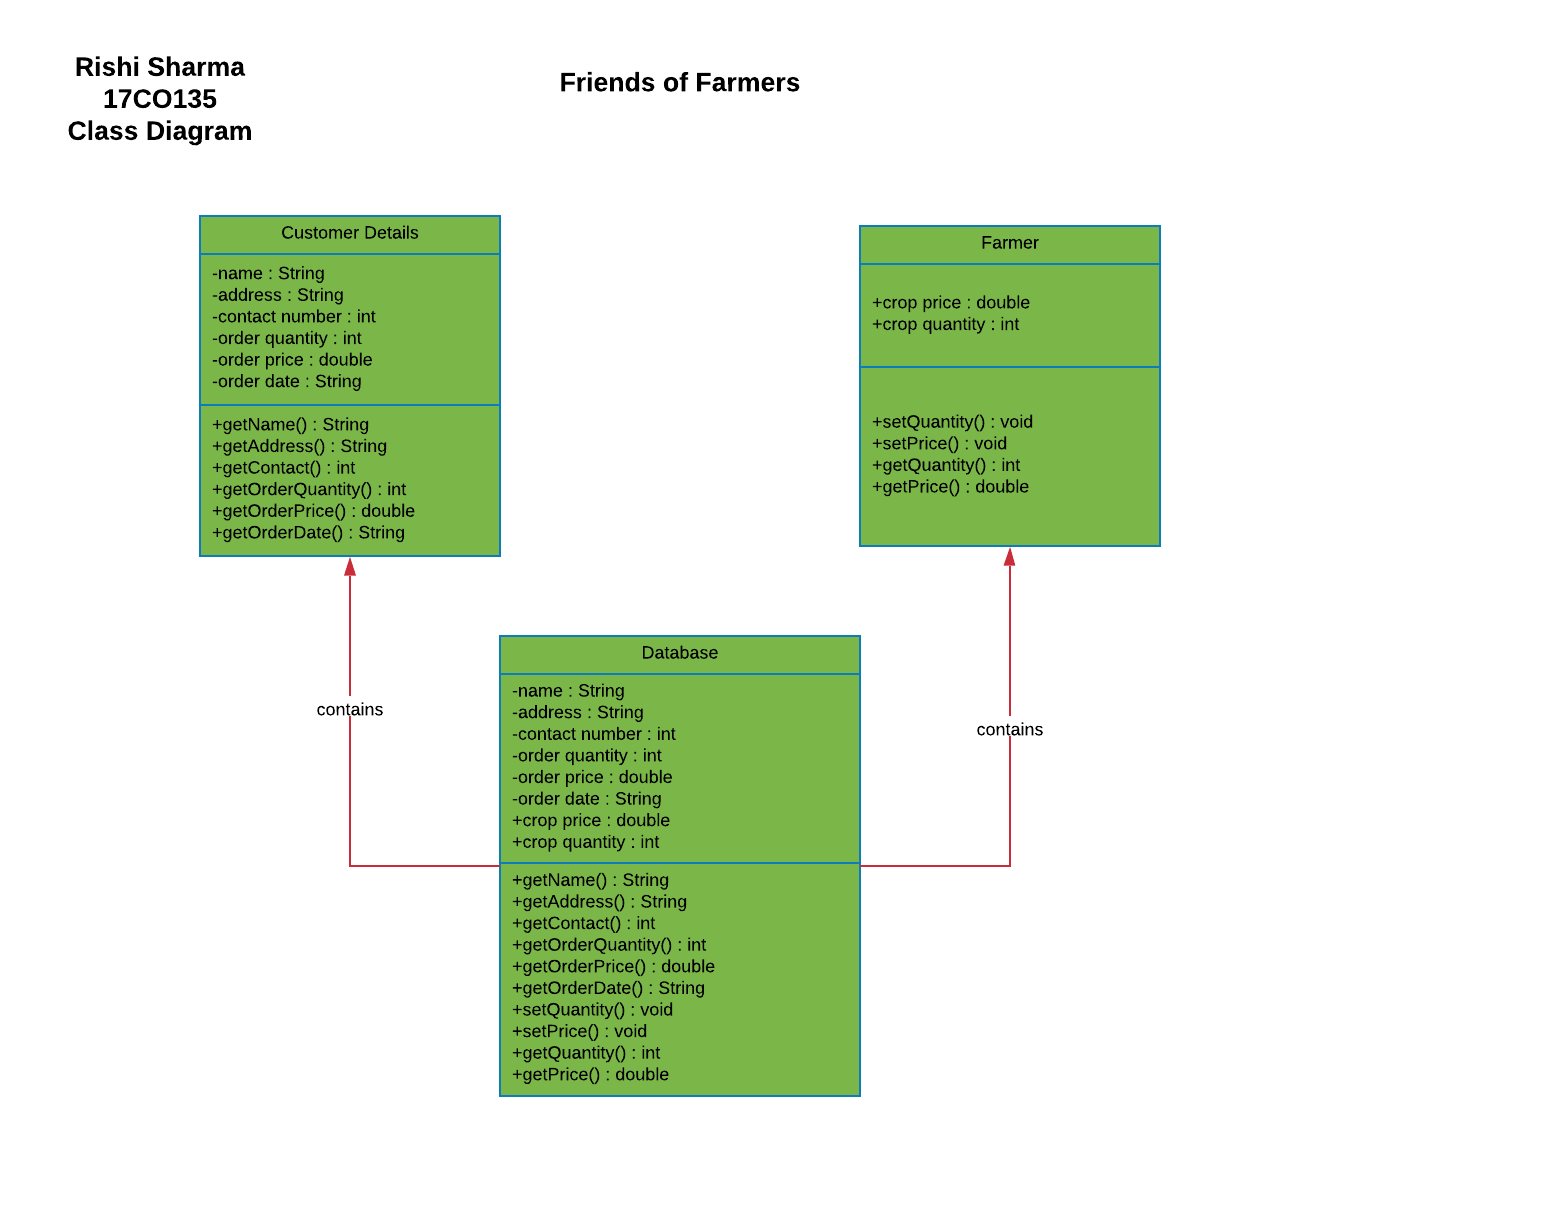 Rishi Sharma
17CO135
Class Diagram
Friends of Farmers
Customer Details
-name : String
-address : String
-contact number : int
-order quantity : int
-order price : double
-order date : String
+getName() : String
+getAddress() : String
+getContact() : int
+getOrderQuantity() : int
+getOrderPrice() : double
+getOrderDate() : String
Farmer
+crop price : double
+crop quantity : int
+setQuantity() : void
+setPrice() : void
+getQuantity() : int
+getPrice() : double
contains
contains
Database
-name : String
-address : String
-contact number : int
-order quantity : int
-order price : double
-order date : String
+crop price : double
+crop quantity : int
+getName() : String
+getAddress() : String
+getContact() : int
+getOrderQuantity() : int
+getOrderPrice() : double
+getOrderDate() : String
+setQuantity() : void
+setPrice() : void
+getQuantity() : int
+getPrice() : double